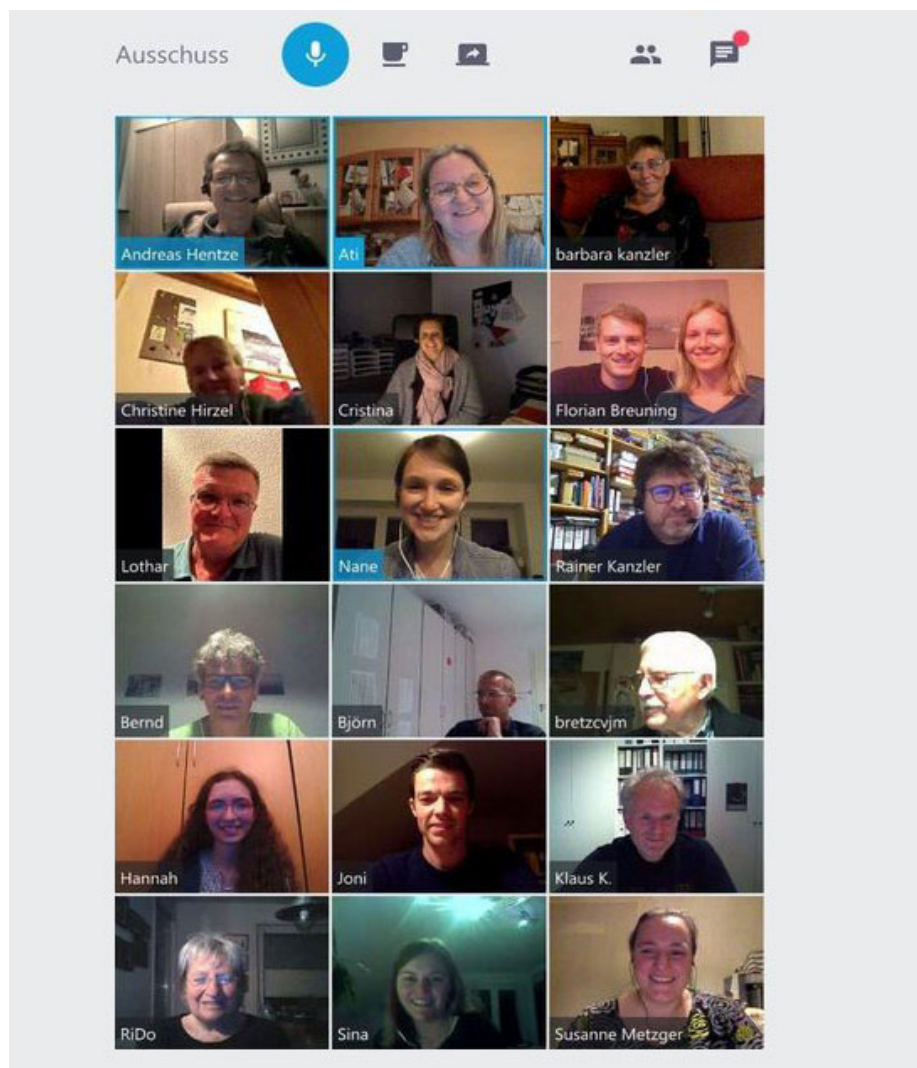 Ausschuss
Andreas Hentze
Ati
barbara kanzler
Christine Hirzel
Cristina
Florian Breuning
Lothar
Nane
Rainer Kanzler
Bernd
Björn
bretzcvjm
Hannah
Joni
Klaus K.
RiDo
Sina
Susanne Metzger